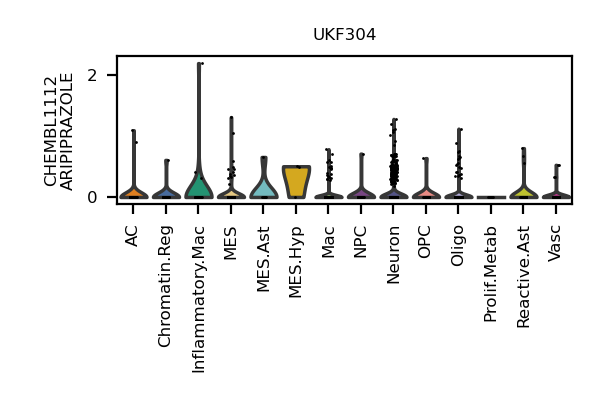 UKF304
CHEMBL1112
ARIPIPRAZOLE
2
0
AC
Chromatin.Reg
Inflammatory.Mac
MES
MES.Ast
MES.Hyp
Mac
NPC
Neuron
OPC
Oligo
Prolif.Metab
Reactive.Ast
Vasc